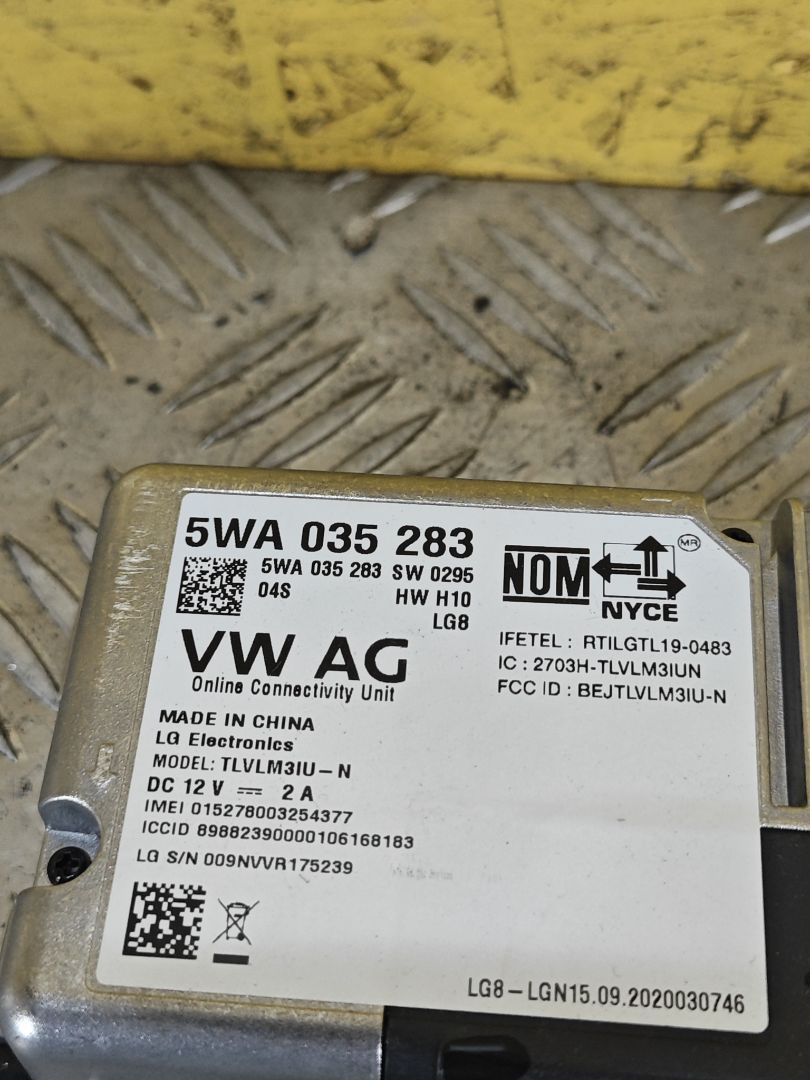 5WA 035 283
5WA 035 283 SW 0295
04S HW H10
LG8
NOM
NYCE
MR
VW AG
Online Connectivity Unit
IFETEL : RTILGTL19-0483
IC : 2703H-TLVLM3IUN
FCC ID : BEJTLVLM3IU-N
MADE IN CHINA
LG Electronics
MODEL: TLVLM3IU-N
DC 12 V ⎓ 2 A
IMEI 015278003254377
ICCID 89882390000106168183
LG S/N 009NVVR175239
LG8-LGN15.09.2020030746